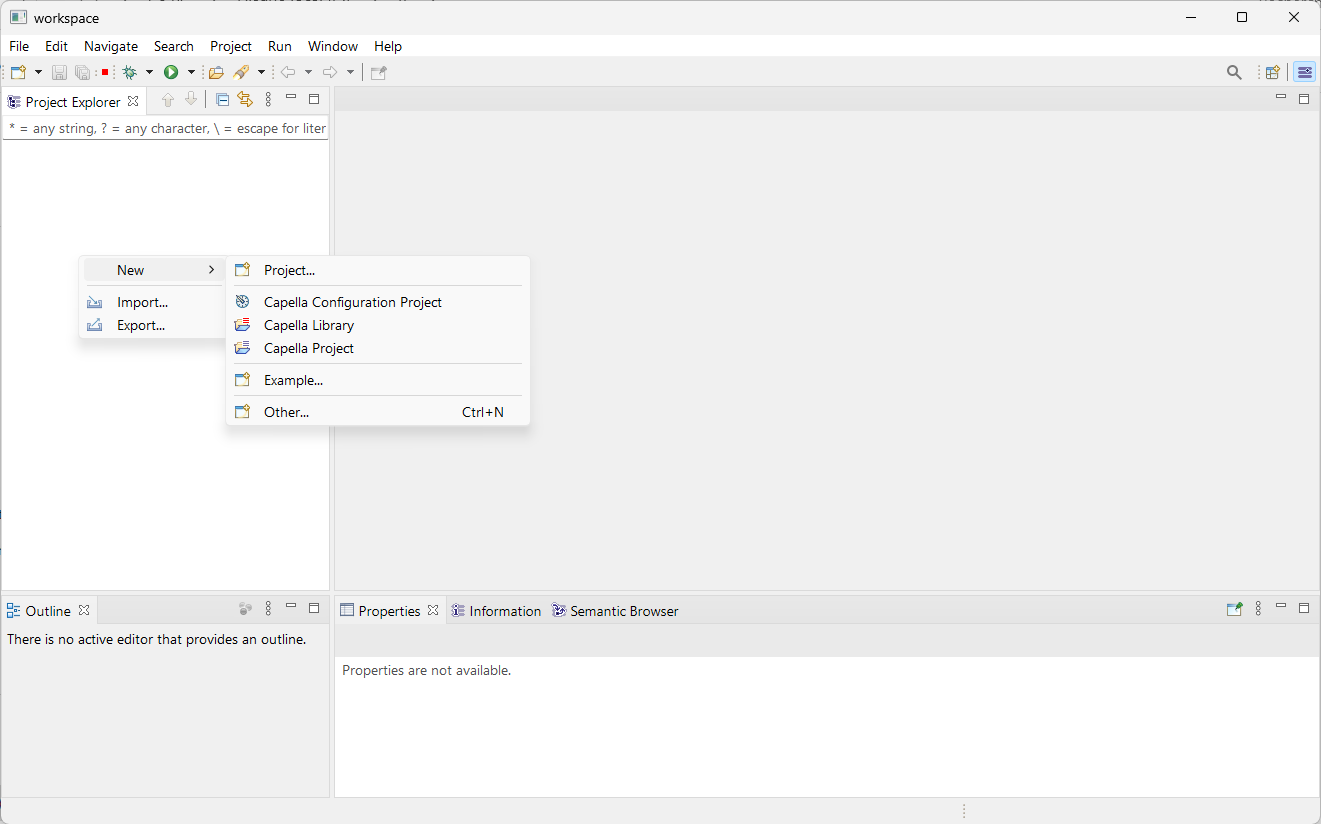 workspace
File Edit Navigate Search Project Run Window Help
Project Explorer
* = any string, ? = any character, \ = escape for liter
New
Import...
Export...
Project...
Capella Configuration Project
Capella Library
Capella Project
Example...
Other... Ctrl+N
Outline
There is no active editor that provides an outline.
Properties Information Semantic Browser
Properties are not available.